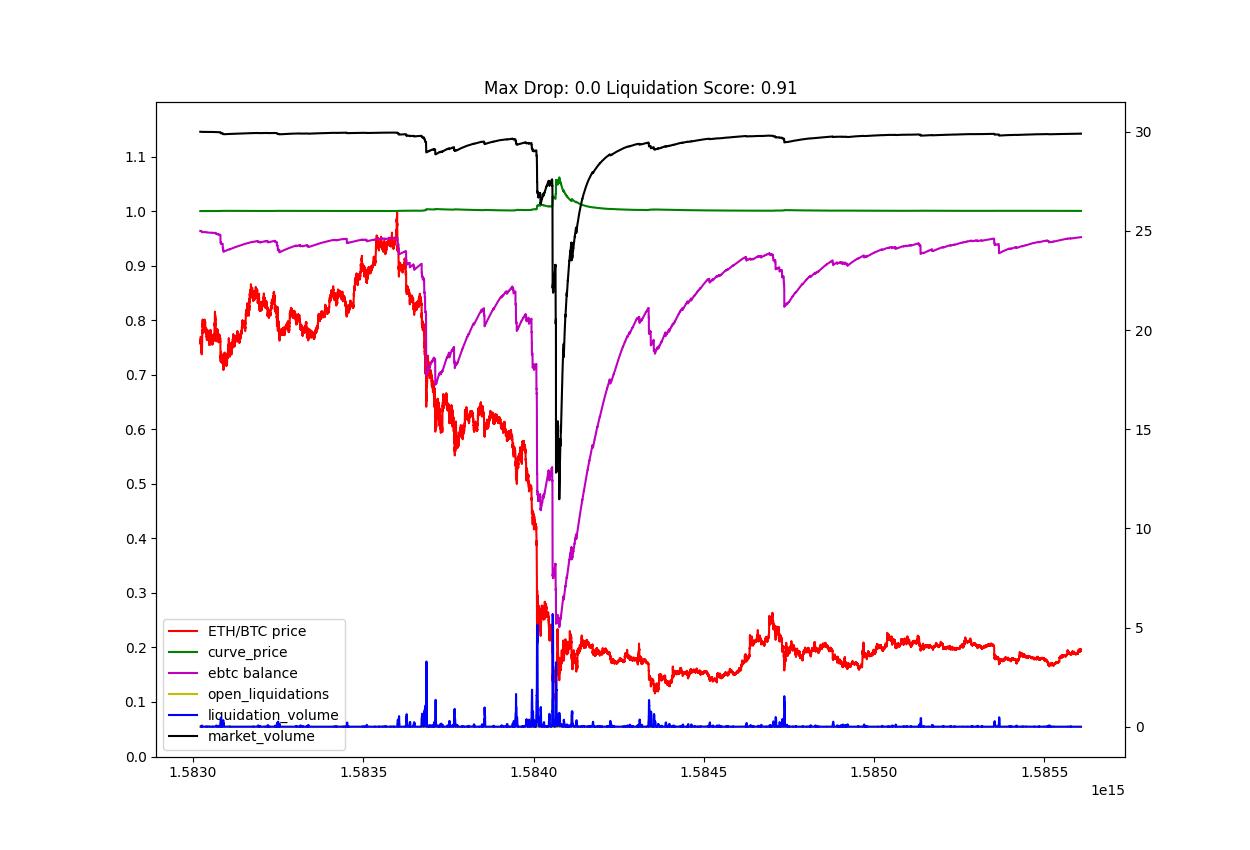 Max Drop: 0.0 Liquidation Score: 0.91
1.1
1.0
0.9
0.8
0.7
0.6
0.5
0.4
0.3
0.2
0.1
0.0
30
25
20
15
10
5
0
ETH/BTC price
curve_price
ebtc balance
open_liquidations
liquidation_volume
market_volume
1.5830 1.5835 1.5840 1.5845 1.5850 1.5855
1e15